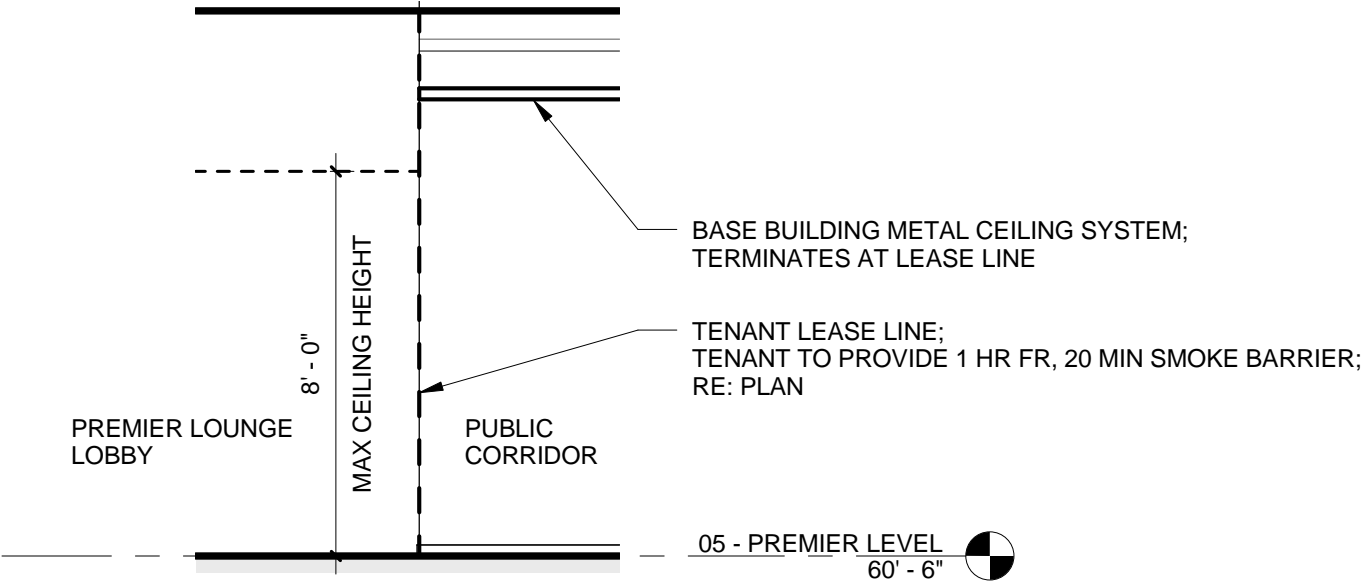 BASE BUILDING METAL CEILING SYSTEM;
TERMINATES AT LEASE LINE
TENANT LEASE LINE;
TENANT TO PROVIDE 1 HR FR, 20 MIN SMOKE BARRIER;
RE: PLAN
8' - 0"
MAX CEILING HEIGHT
PREMIER LOUNGE
LOBBY
PUBLIC
CORRIDOR
05 - PREMIER LEVEL
60' - 6"